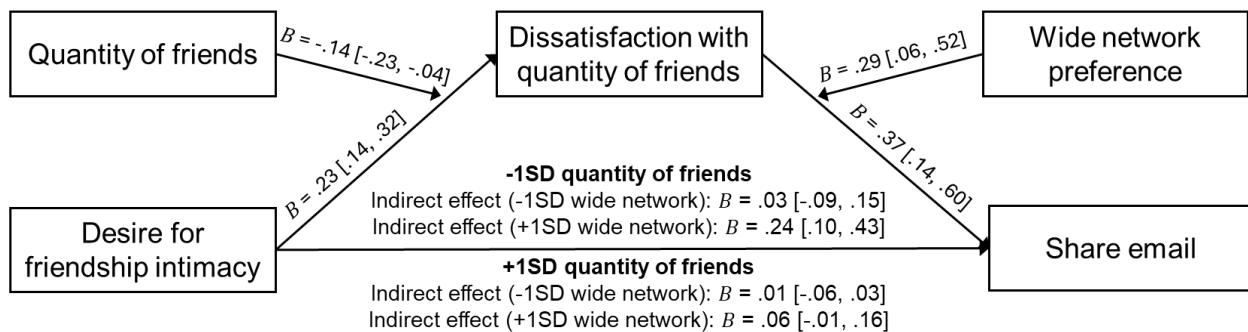 Quantity of friends
B = -.14 [-.23, -.04]
Dissatisfaction with
quantity of friends
B = .29 [.06, .52]
Wide network
preference
B = .23 [.14, .32]
B = .37 [.14, .60]
-1SD quantity of friends
Indirect effect (-1SD wide network): B = .03 [-.09, .15]
Indirect effect (+1SD wide network): B = .24 [.10, .43]
Desire for
friendship intimacy
Share email
+1SD quantity of friends
Indirect effect (-1SD wide network): B = .01 [-.06, .03]
Indirect effect (+1SD wide network): B = .06 [-.01, .16]